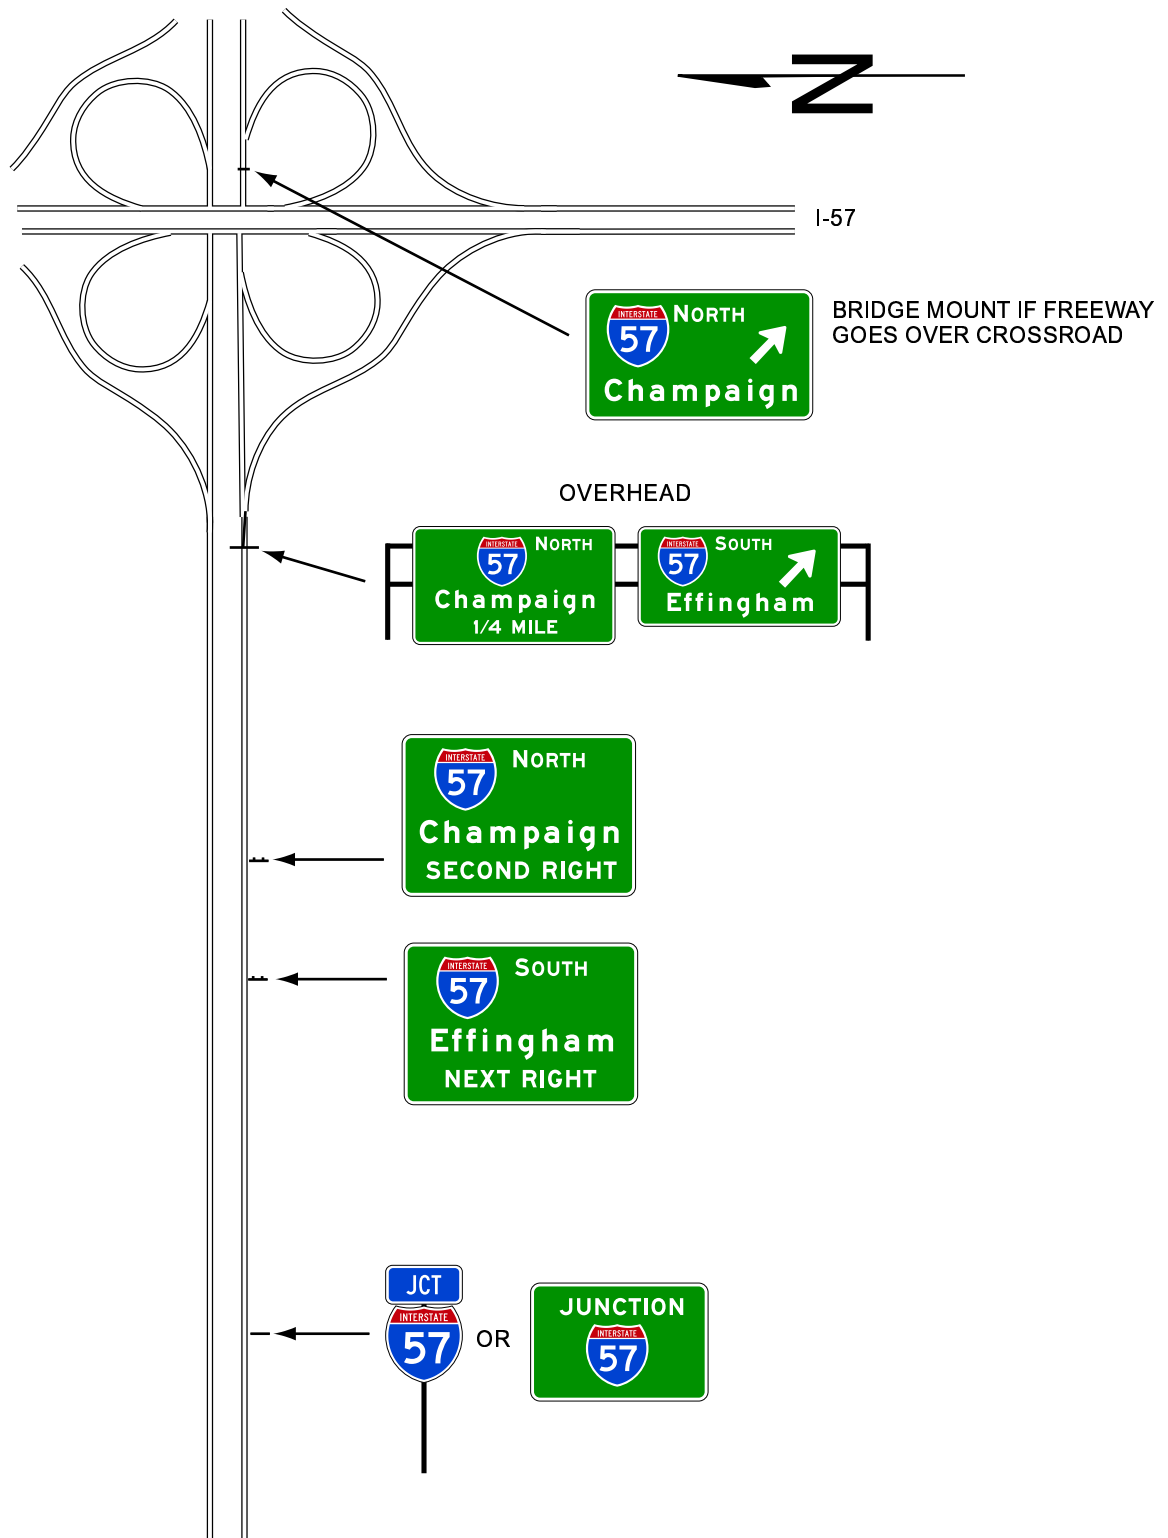 N
I-57
INTERSTATE
57
NORTH
Champaign
BRIDGE MOUNT IF FREEWAY
GOES OVER CROSSROAD
OVERHEAD
INTERSTATE
57
NORTH
Champaign
1/4 MILE
INTERSTATE
57
SOUTH
Effingham
INTERSTATE
57
NORTH
Champaign
SECOND RIGHT
INTERSTATE
57
SOUTH
Effingham
NEXT RIGHT
JCT
INTERSTATE
57
OR
JUNCTION
INTERSTATE
57